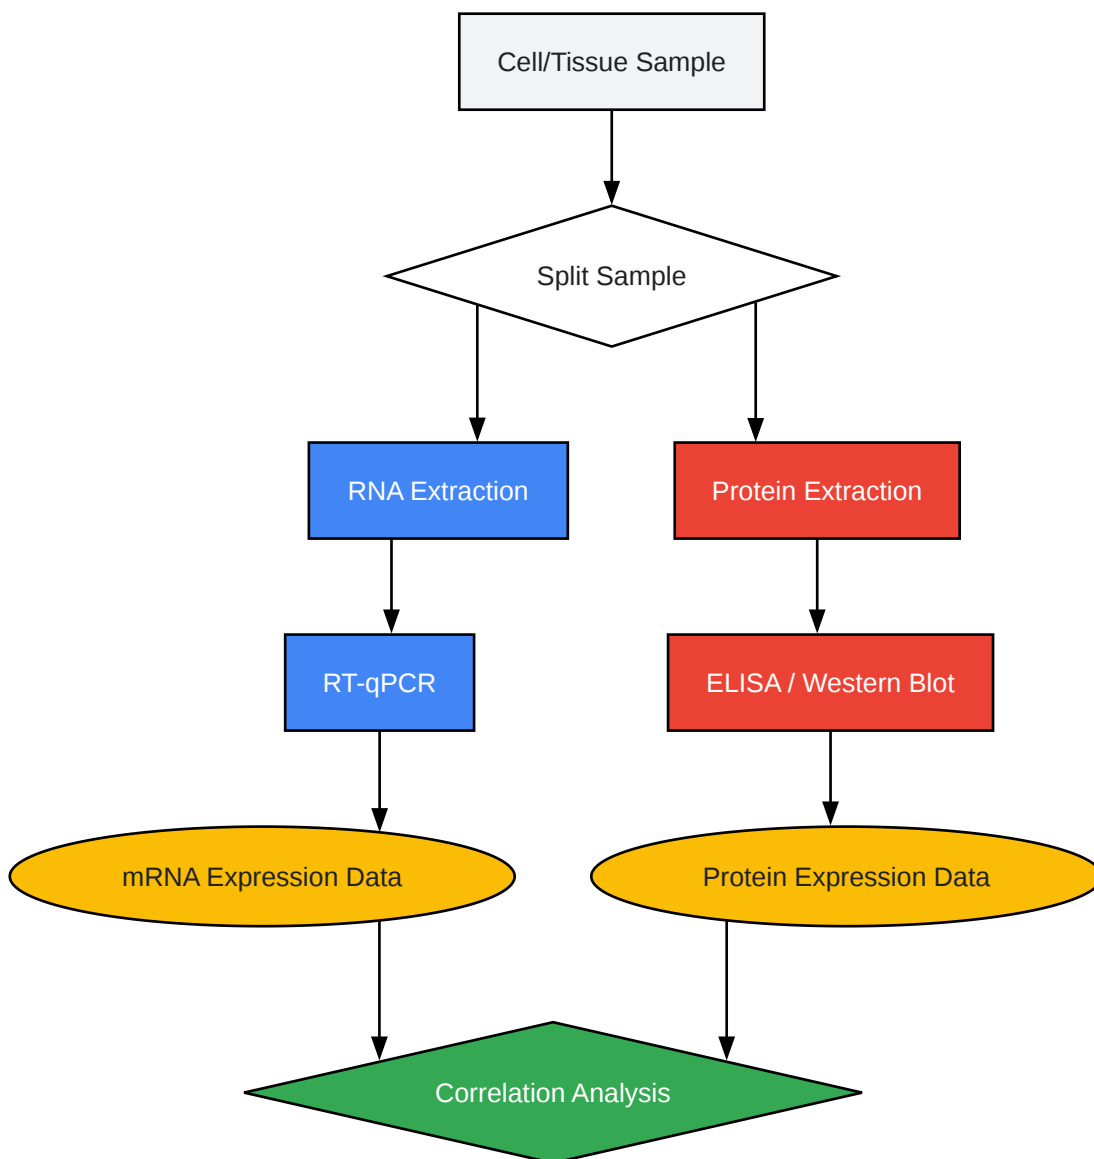 Cell/Tissue Sample
Split Sample
RNA Extraction
Protein Extraction
RT-qPCR
ELISA / Western Blot
mRNA Expression Data
Protein Expression Data
Correlation Analysis